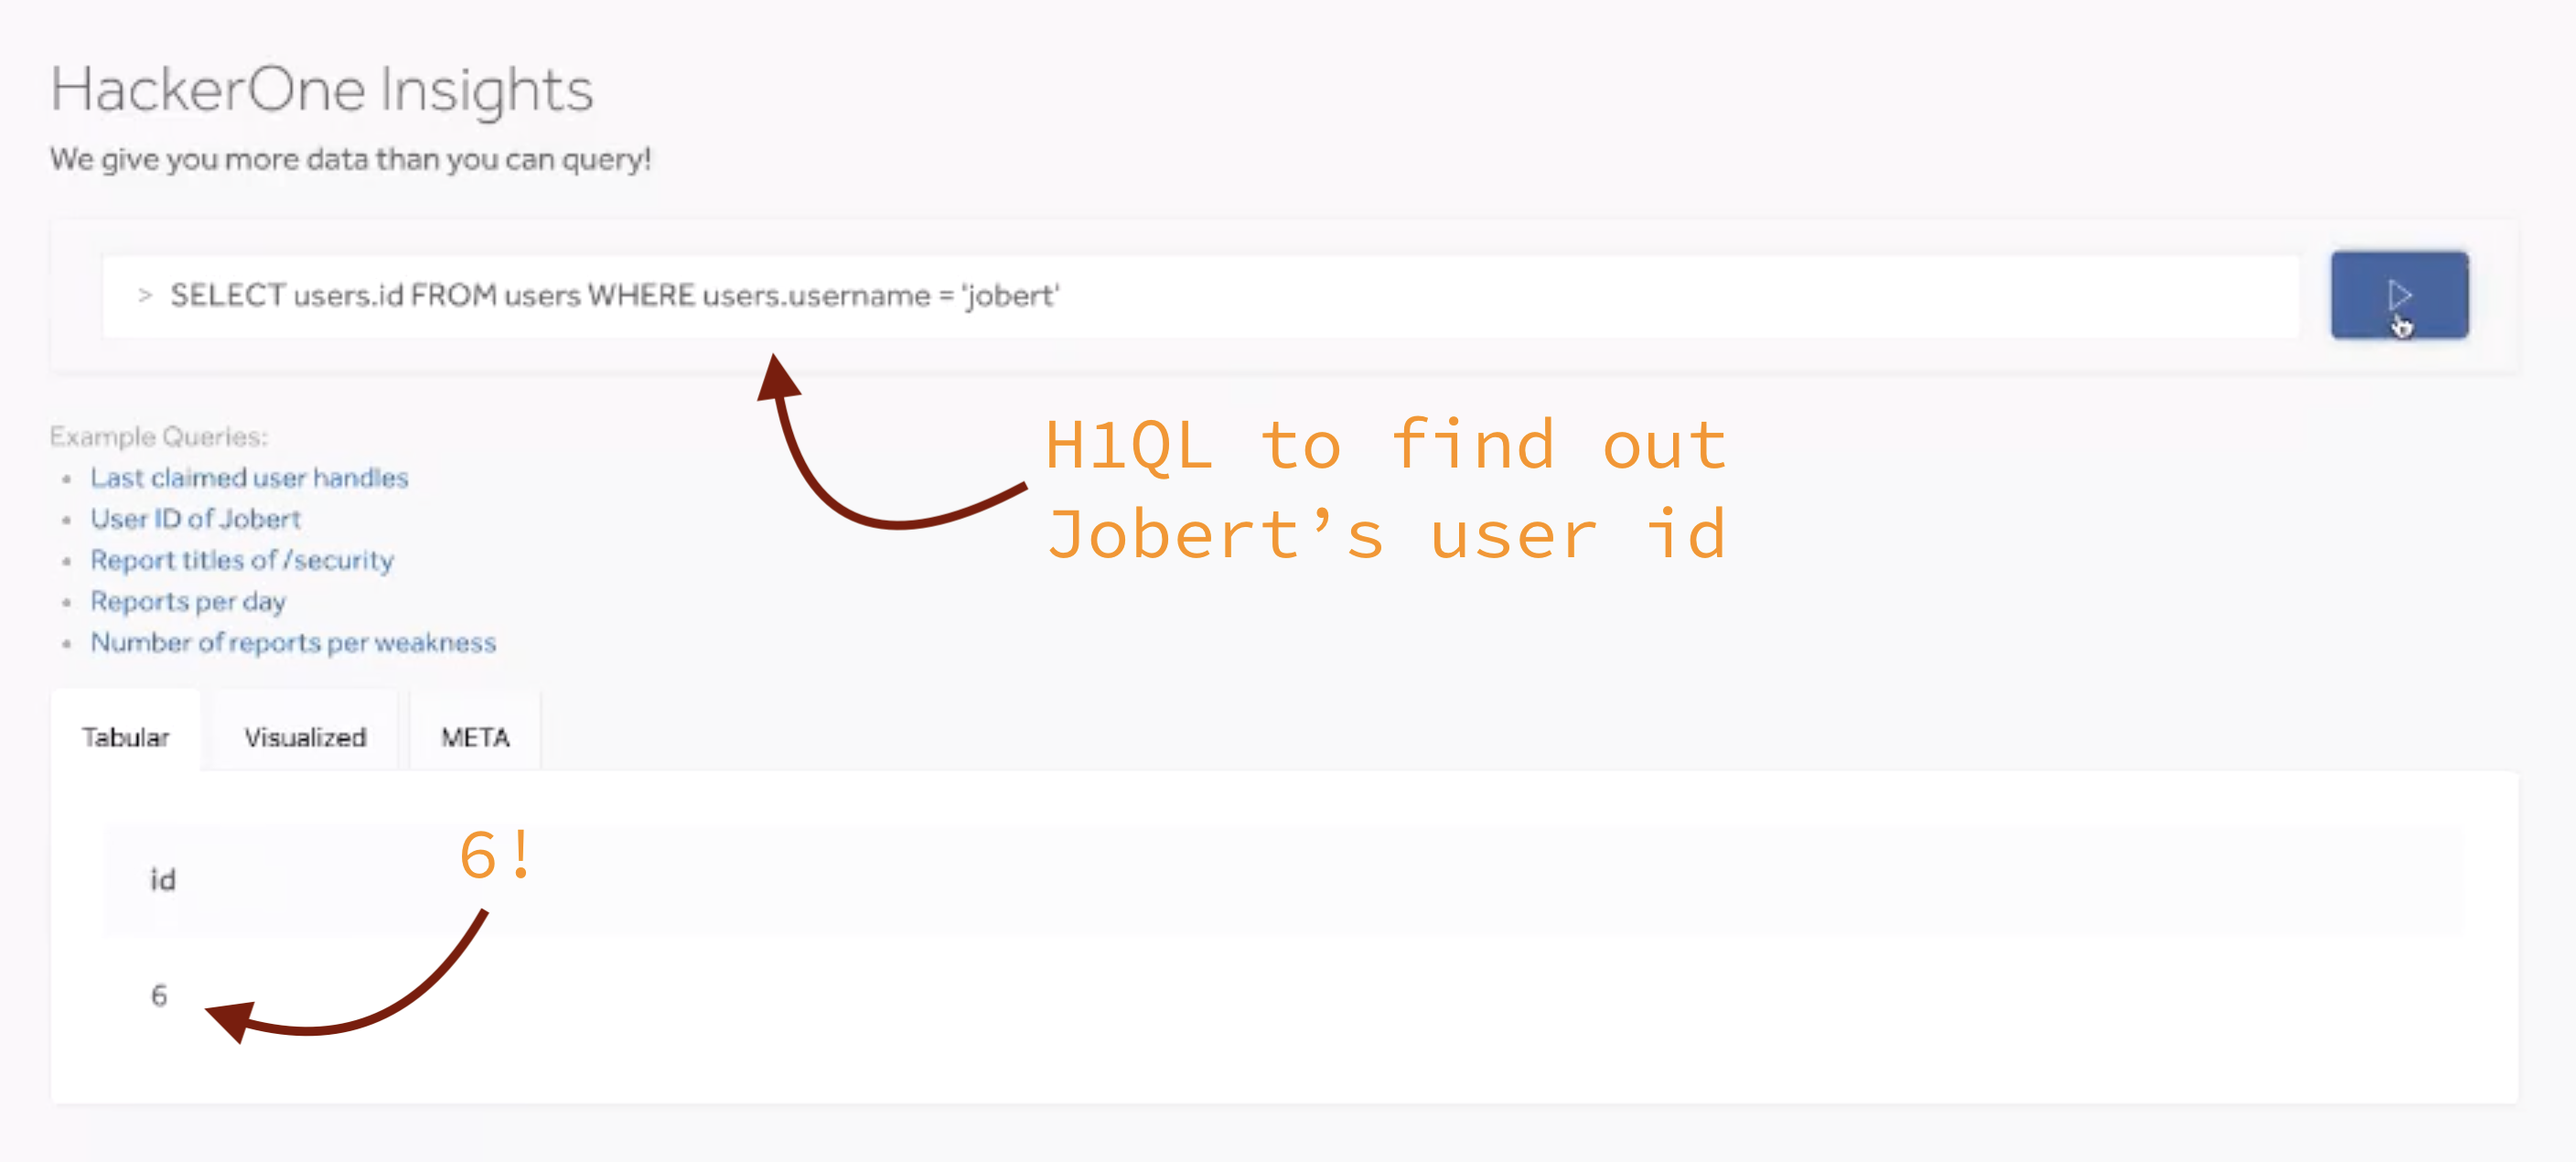 HackerOne Insights
We give you more data than you can query!
> SELECT users.id FROM users WHERE users.username = 'jobert'
H1QL to find out
Jobert’s user id
Example Queries:
• Last claimed user handles
• User ID of Jobert
• Report titles of /security
• Reports per day
• Number of reports per weakness
Tabular Visualized META
6!
id
6